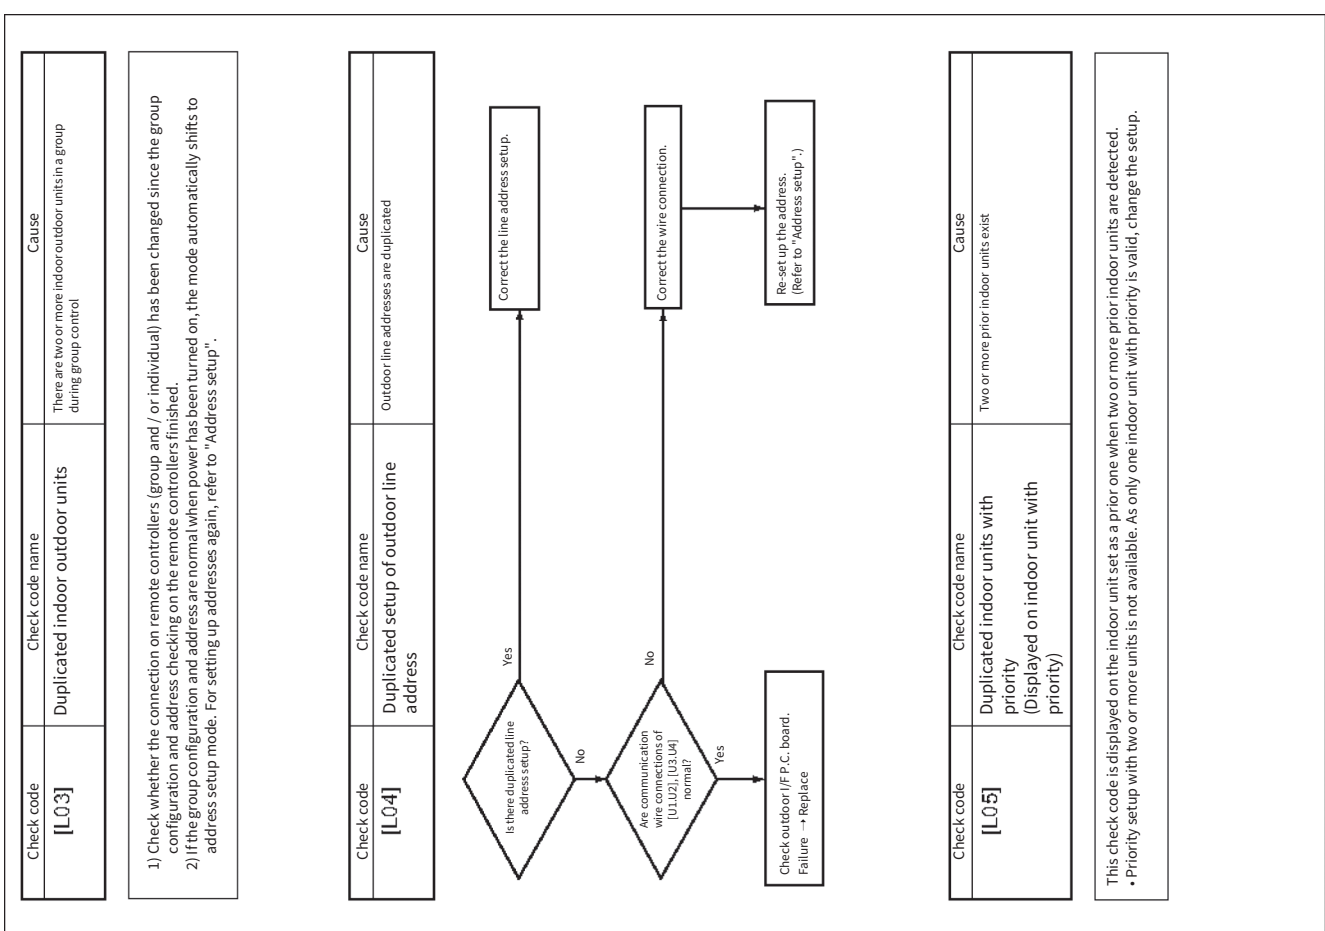 Check code
Check code name
Cause
[L03]
Duplicated indoor outdoor units
There are two or more indoor outdoor units in a group
during group control
1) Check whether the connection on remote controllers (group and / or individual) has been changed since the group
configuration and address checking on the remote controllers finished.
2) If the group configuration and address are normal when power has been turned on, the mode automatically shifts to
address setup mode. For setting up addresses again, refer to "Address setup".
Check code
Check code name
Cause
[L04]
Duplicated setup of outdoor line
address
Outdoor line addresses are duplicated
Is there duplicated line
address setup?
Yes
Correct the line address setup.
No
Are communication
wire connections of
[U1.U2], [U3.U4]
normal?
No
Correct the wire connection.
Yes
Check outdoor I/F P.C. board.
Failure → Replace
Re-set up the address.
(Refer to "Address setup".)
Check code
Check code name
Cause
[L05]
Duplicated indoor units with
priority
(Displayed on indoor unit with
priority)
Two or more prior indoor units exist
This check code is displayed on the indoor unit set as a prior one when two or more prior indoor units are detected.
• Priority setup with two or more units is not available. As only one indoor unit with priority is valid, change the setup.